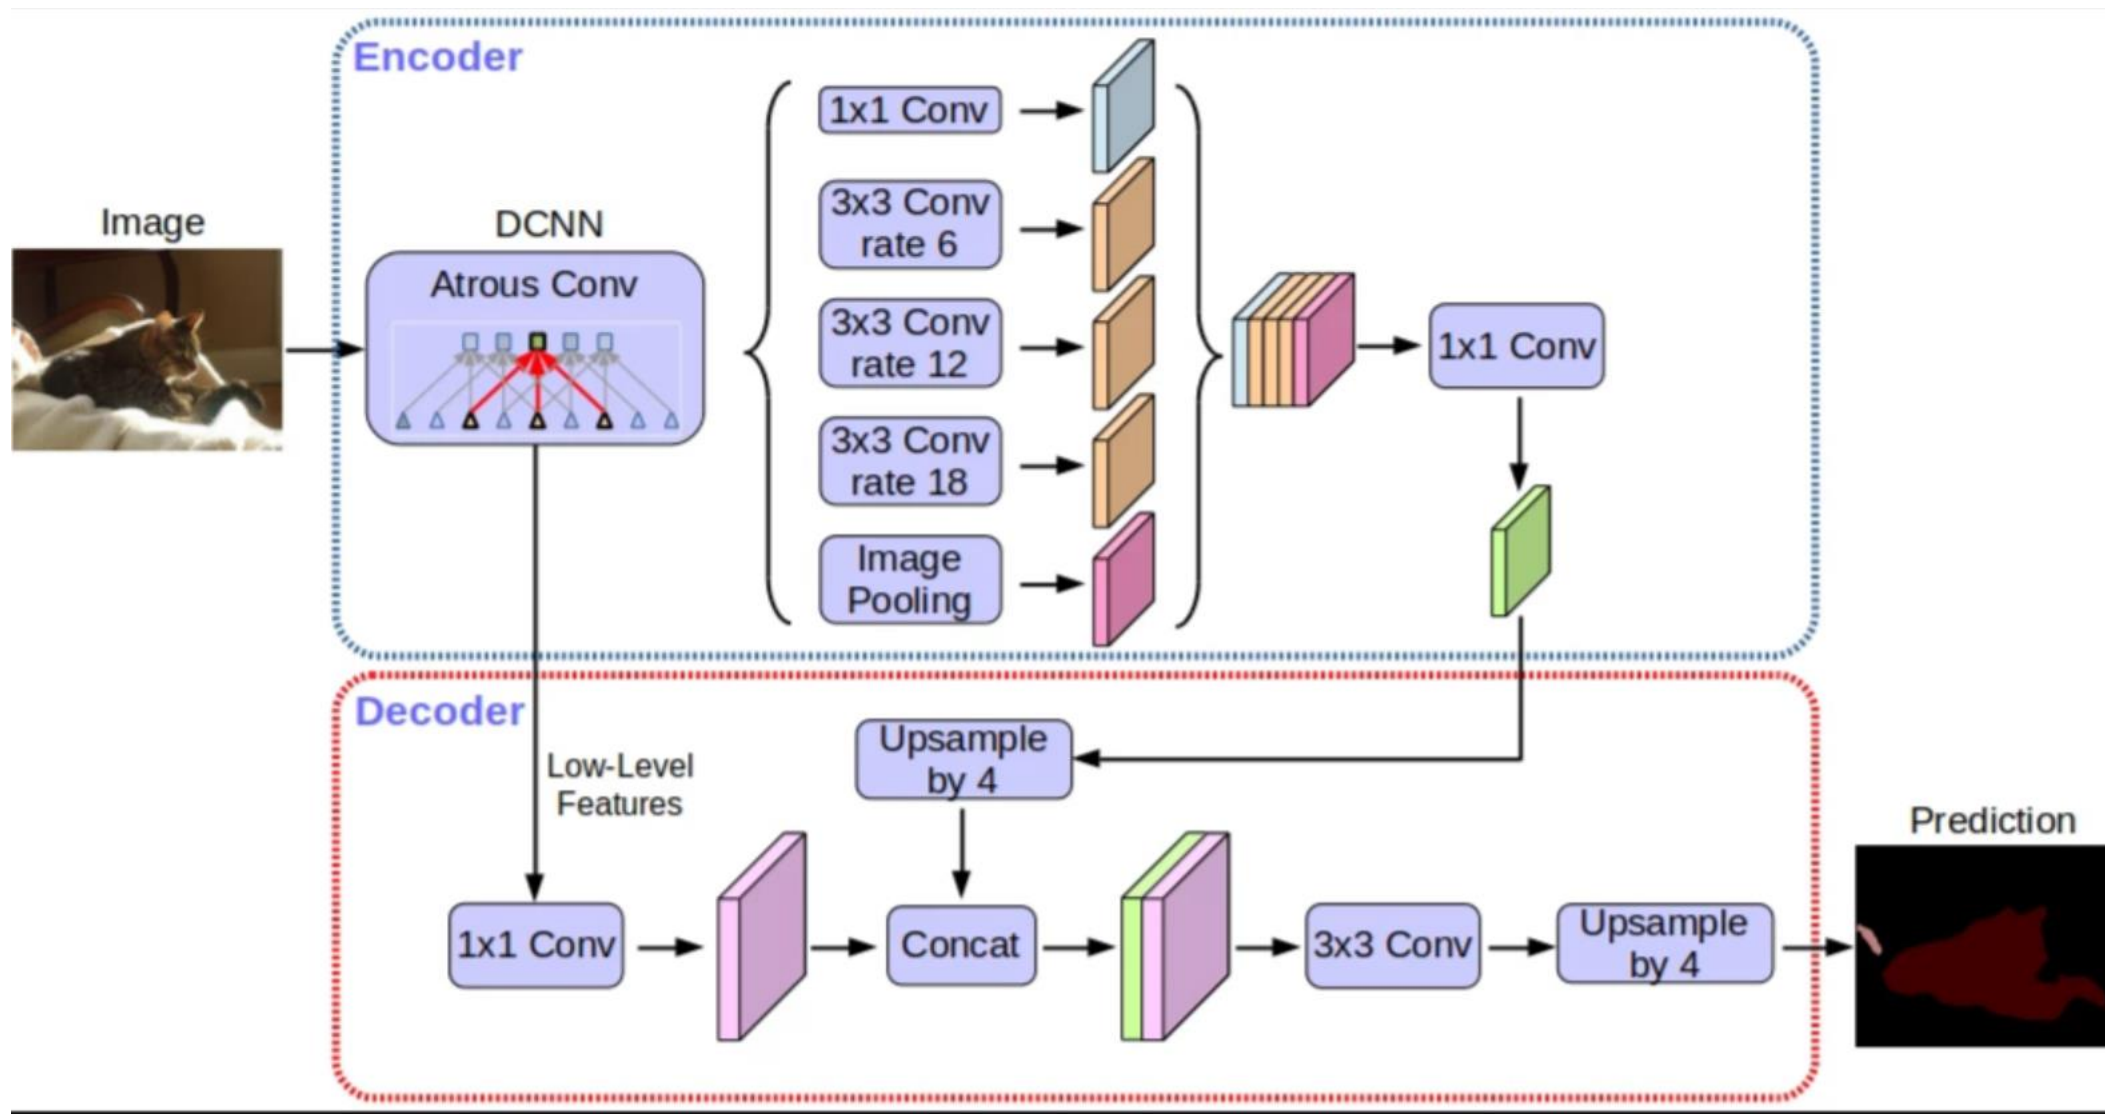 Encoder
Image
DCNN
Atrous Conv
1x1 Conv
3x3 Conv
rate 6
3x3 Conv
rate 12
3x3 Conv
rate 18
Image
Pooling
1x1 Conv
Decoder
Low-Level
Features
Upsample
by 4
1x1 Conv
Concat
3x3 Conv
Upsample
by 4
Prediction